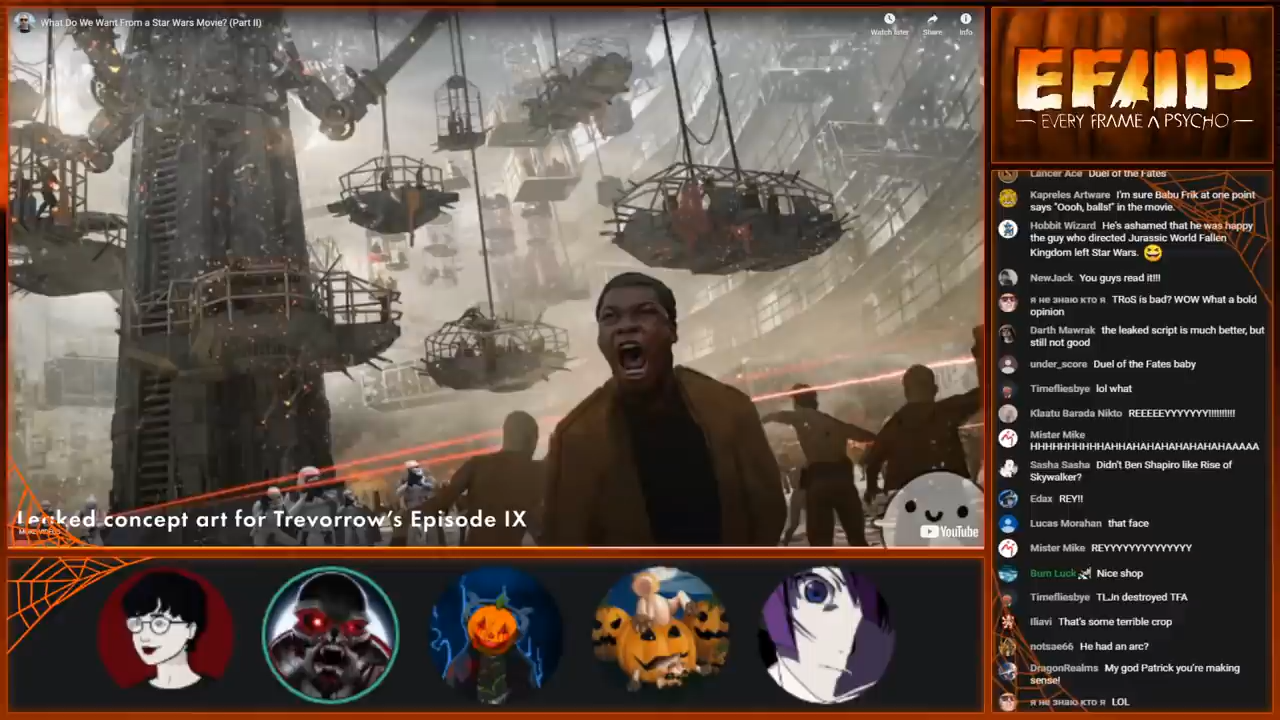 What Do We Want From a Star Wars Movie? (Part II)
Watch later
Share
Info
Leaked concept art for Trevorrow's Episode IX
MORE VIDEOS
YouTube
EFAP
EVERY FRAME A PSYCHO
Lancer Ace Duel of the Fates
Kapreles Artware I'm sure Babu Frik at one point
says "Oooh, balls!" in the movie.
Hobbit Wizard He's ashamed that he was happy
the guy who directed Jurassic World Fallen
Kingdom left Star Wars. 😆
NewJack You guys read it!!!
я не знаю кто я TRoS is bad? WOW What a bold
opinion
Darth Mawrak the leaked script is much better, but
still not good
under_score Duel of the Fates baby
Timefliesbye lol what
Klaatu Barada Nikto REEEEEYYYYYYY!!!!!!!!!!
Mister Mike
HHHHHHHHHHAHHAHAHAHAHAHAHAHAAAAA
Sasha Sasha Didn't Ben Shapiro like Rise of
Skywalker?
Edax REY!!
Lucas Morahan that face
Mister Mike REYYYYYYYYYYYYY
Bum Luck Nice shop
Timefliesbye TLJn destroyed TFA
Iliavi That's some terrible crop
notsae66 He had an arc?
DragonRealms My god Patrick you're making
sense!
я не знаю кто я LOL